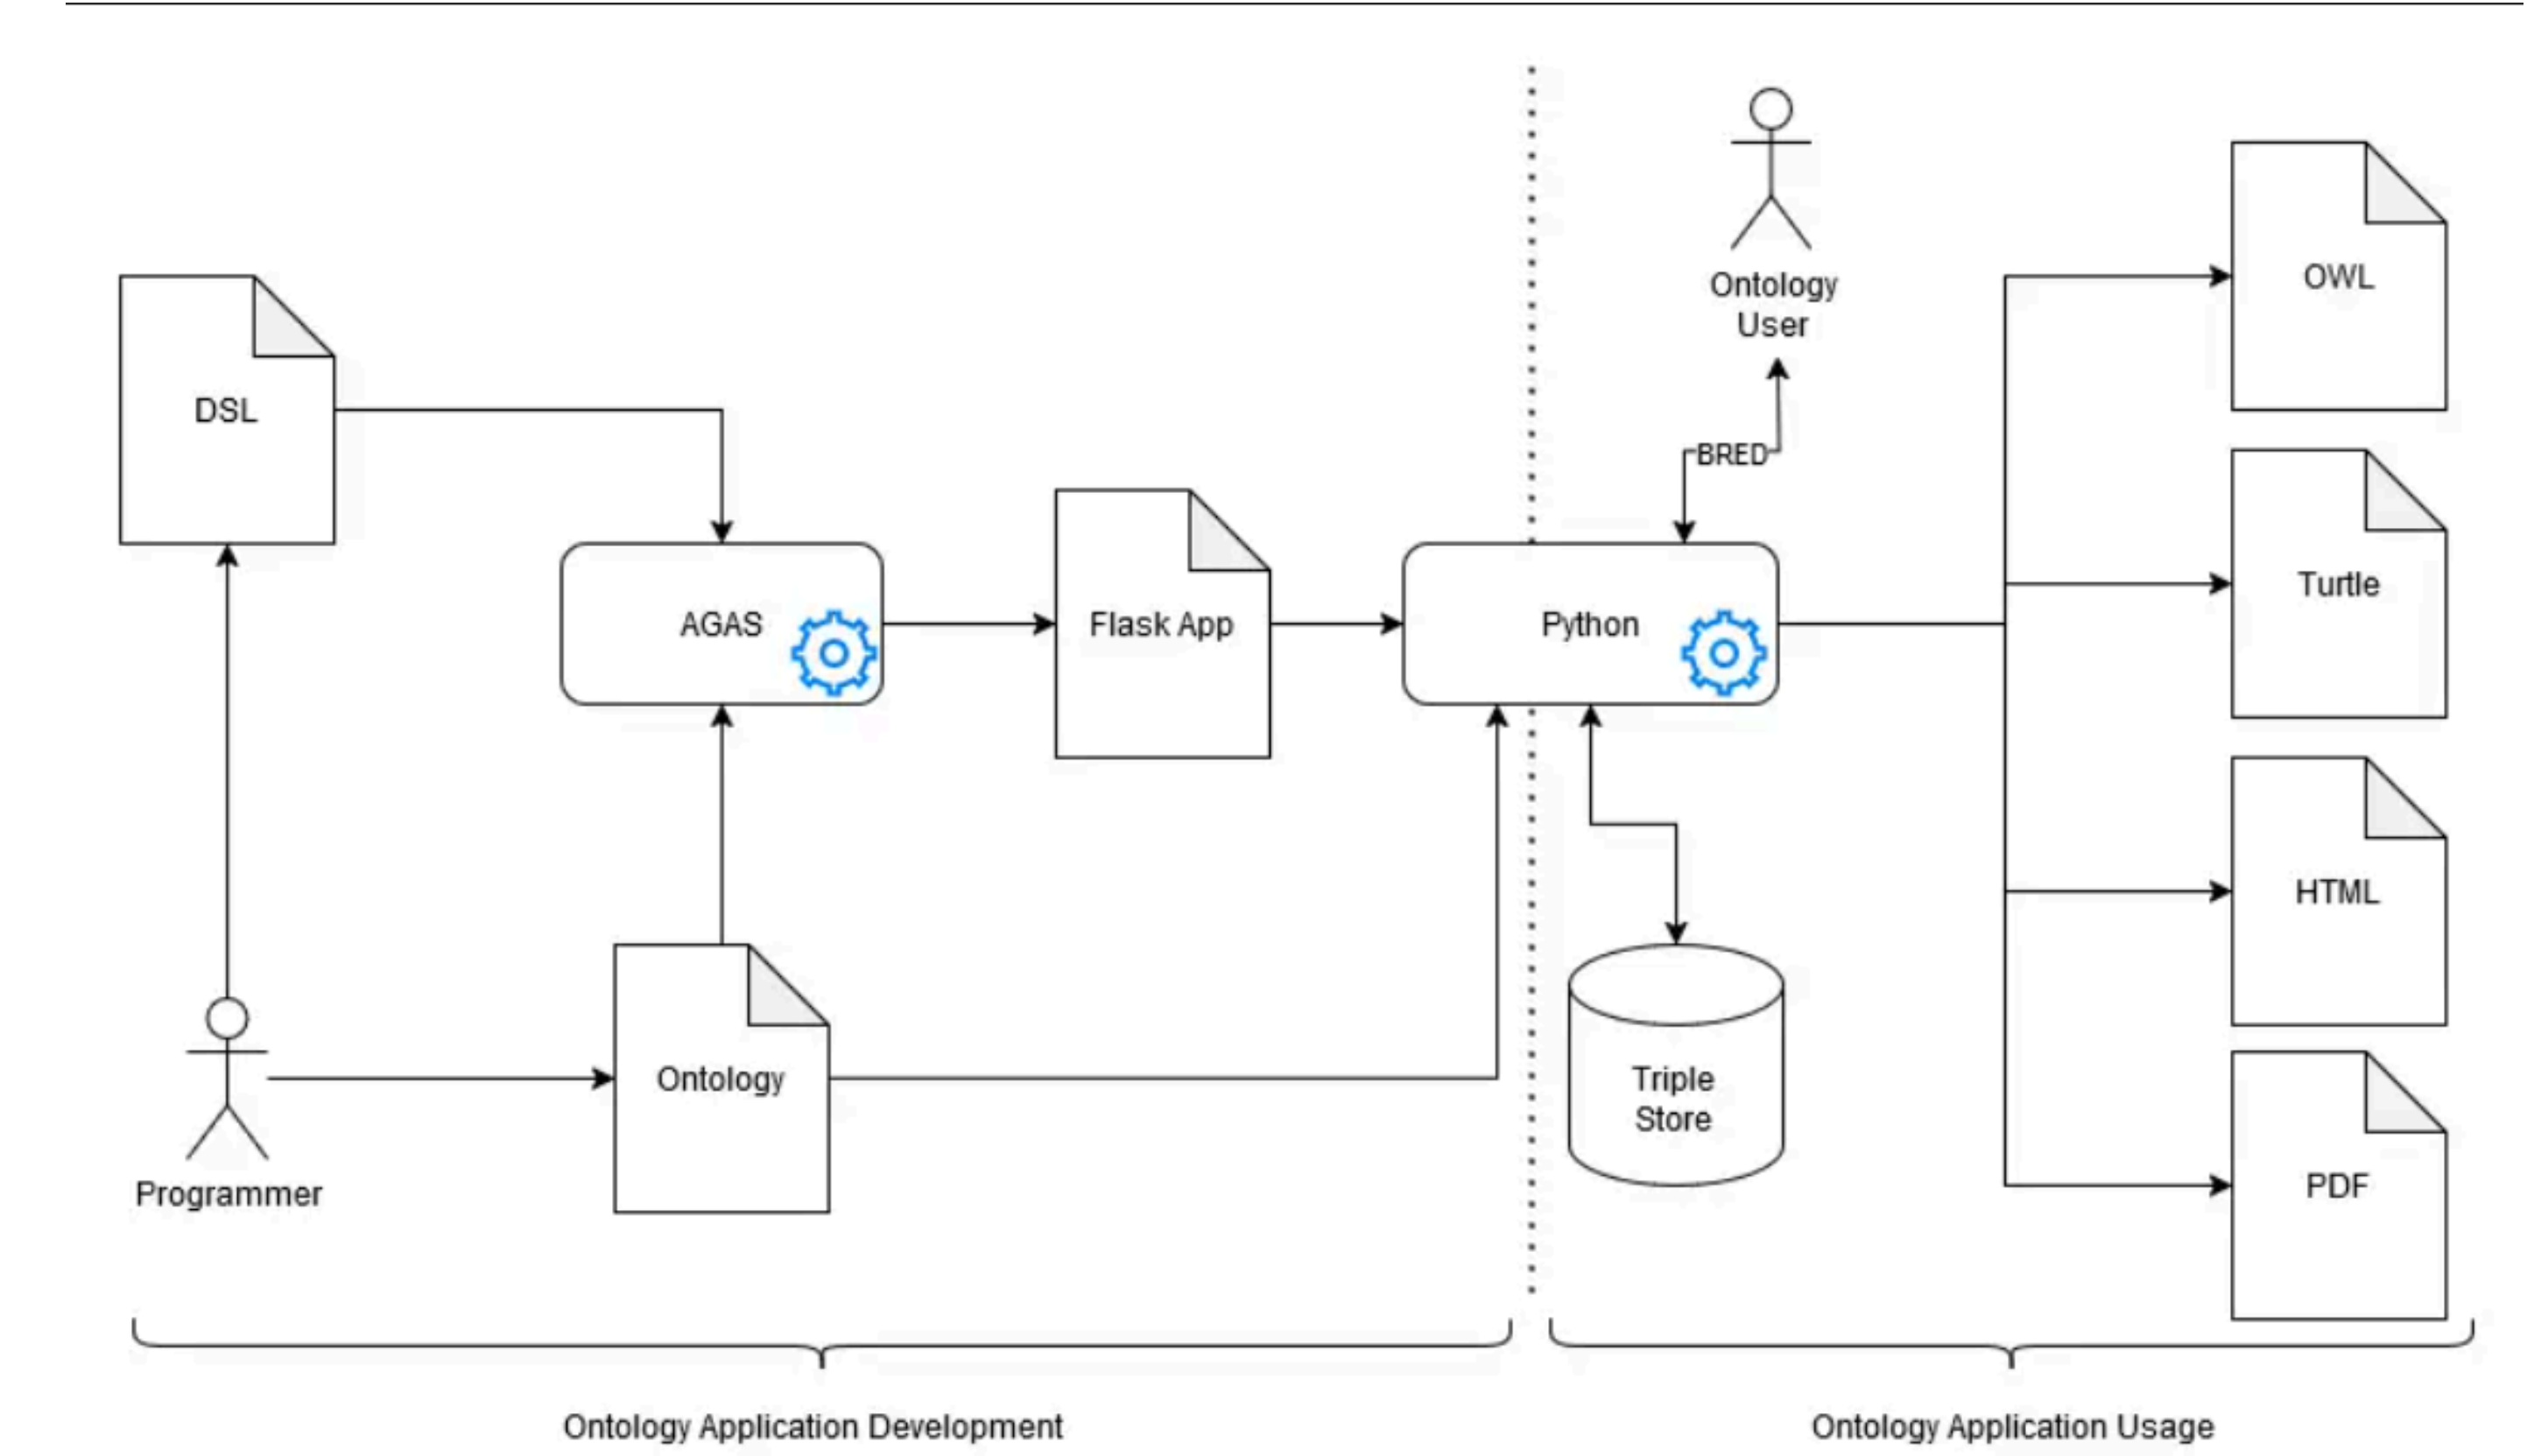 Ontology
User
OWL
DSL
BRED
Turtle
AGAS
Flask App
Python
HTML
Ontology
Triple
Store
Programmer
PDF
Ontology Application Development
Ontology Application Usage